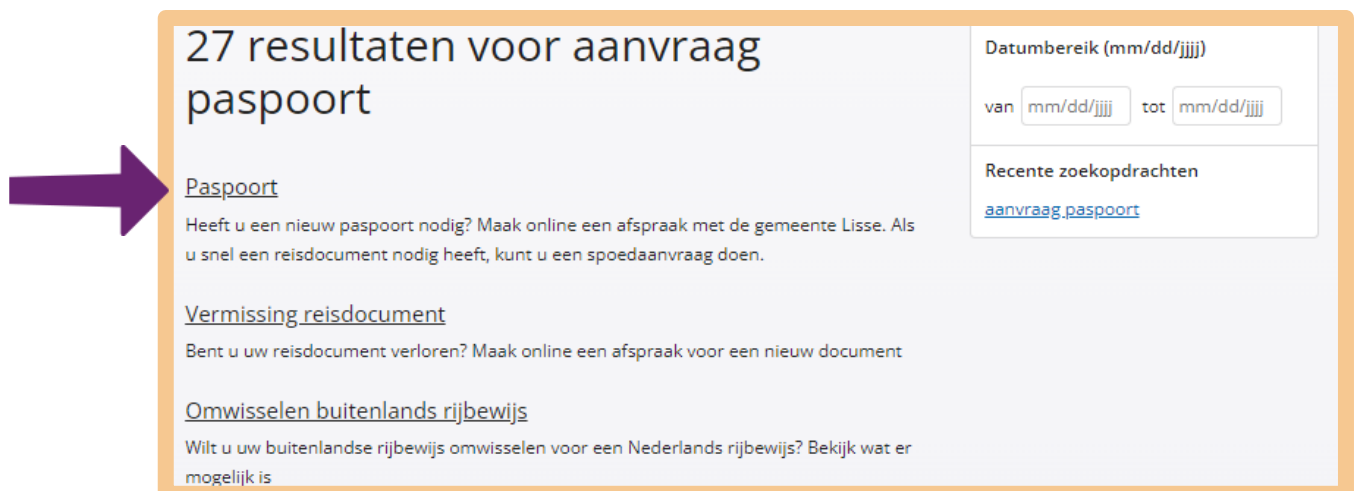 27 resultaten voor aanvraag
paspoort
Paspoort
Heeft u een nieuw paspoort nodig? Maak online een afspraak met de gemeente Lisse. Als
u snel een reisdocument nodig heeft, kunt u een spoedaanvraag doen.
Vermissing reisdocument
Bent u uw reisdocument verloren? Maak online een afspraak voor een nieuw document
Omwisselen buitenlands rijbewijs
Wilt u uw buitenlandse rijbewijs omwisselen voor een Nederlands rijbewijs? Bekijk wat er
mogelijk is
Datumbereik (mm/dd/jjjj)
van mm/dd/jjjj tot mm/dd/jjjj
Recente zoekopdrachten
aanvraag paspoort